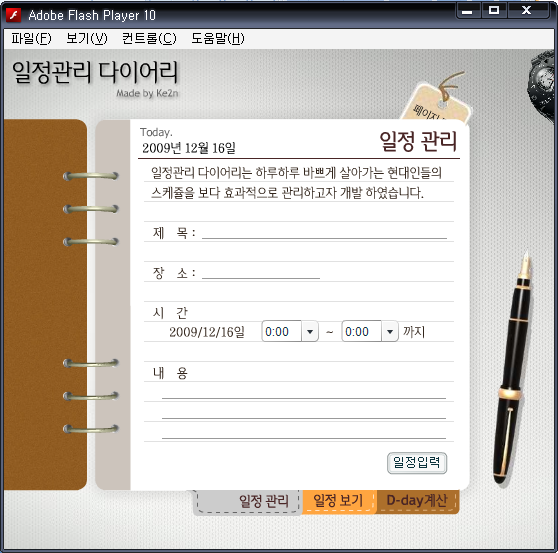 Adobe Flash Player 10
파일(F) 보기(V) 컨트롤(C) 도움말(H)
일정관리 다이어리
Made by Ke2n
페이지
Today.
2009년 12월 16일
일정 관리
일정관리 다이어리는 하루하루 바쁘게 살아가는 현대인들의
스케쥴을 보다 효과적으로 관리하고자 개발 하였습니다.
제 목 :
장 소 :
시 간
2009/12/16일 0:00 ~ 0:00 까지
내 용
일정입력
일정 관리 일정 보기 D-day계산